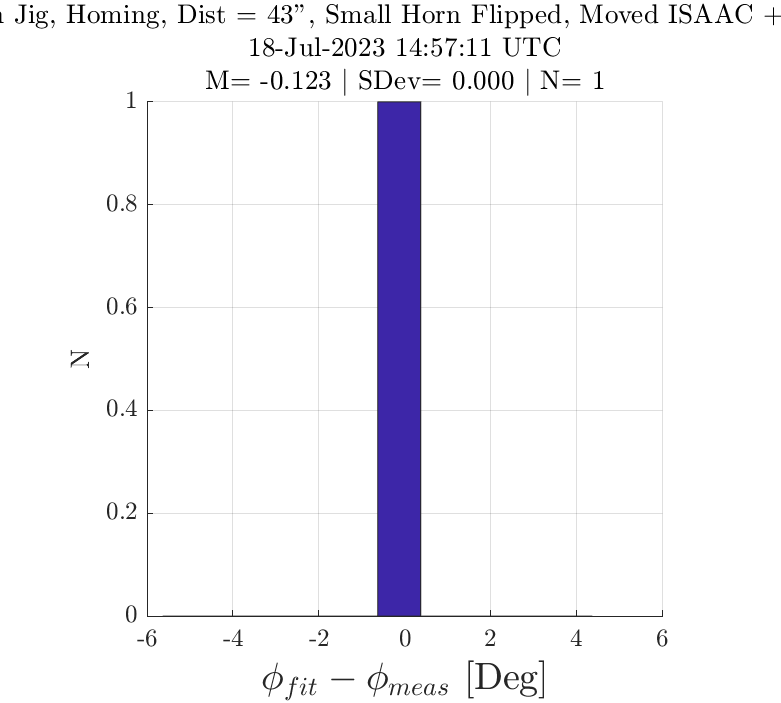 Jig, Homing, Dist = 43”, Small Horn Flipped, Moved ISAAC +
18-Jul-2023 14:57:11 UTC
M= -0.123 | SDev= 0.000 | N= 1
1
0.8
0.6
0.4
0.2
0
N
-6 -4 -2 0 2 4 6
ϕ_fit − ϕ_meas [Deg]